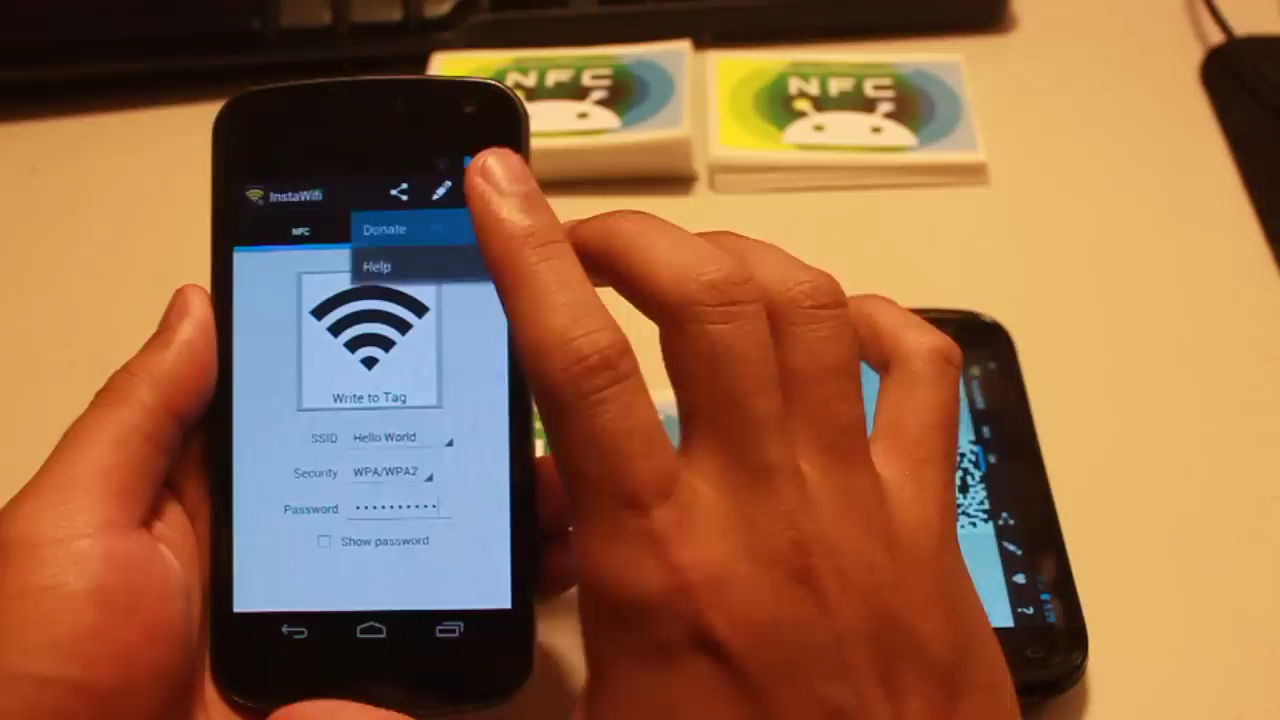 NFC
NFC
InstaWifi
NFC
Donate
Help
Write to Tag
SSID Hello World
Security WPA/WPA2
Password ···········
Show password